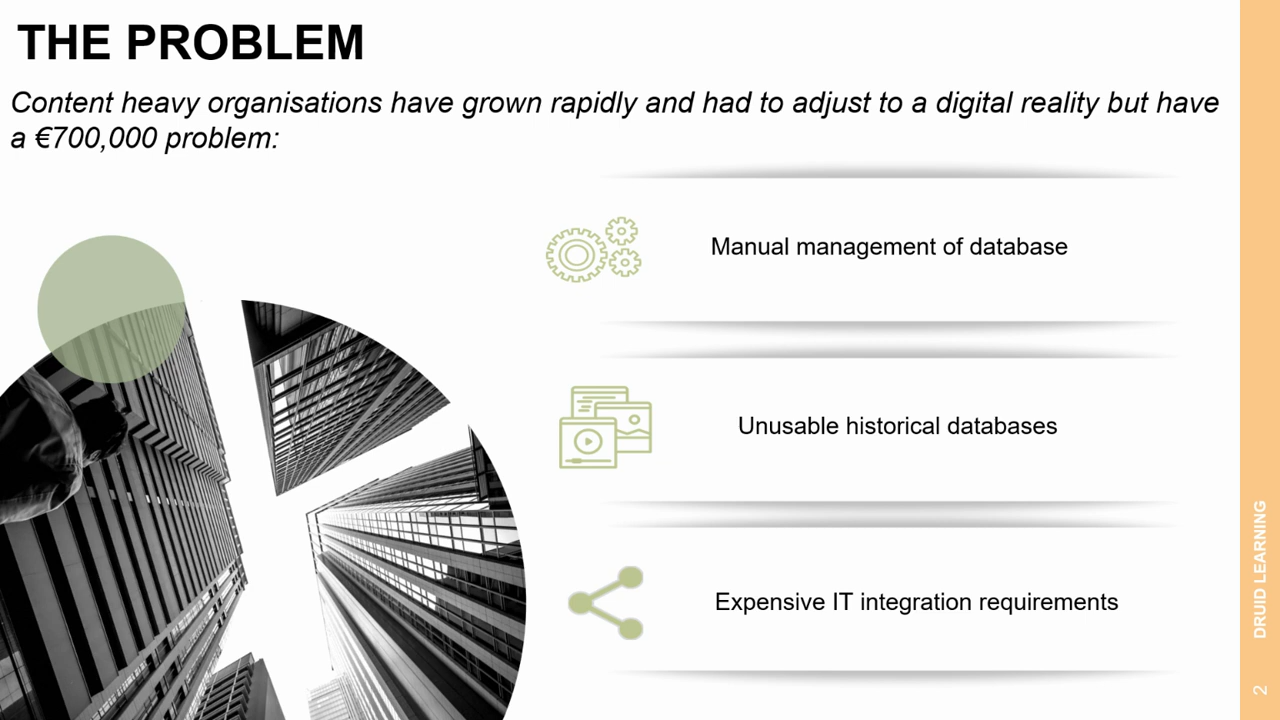 THE PROBLEM
Content heavy organisations have grown rapidly and had to adjust to a digital reality but have
a €700,000 problem:
Manual management of database
Unusable historical databases
Expensive IT integration requirements
DRUID LEARNING
2